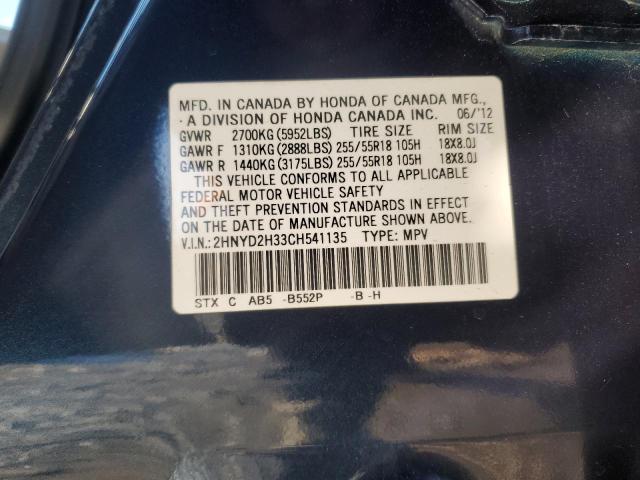 MFD. IN CANADA BY HONDA OF CANADA MFG.,
· A DIVISION OF HONDA CANADA INC. 06/'12
GVWR 2700KG (5952LBS) TIRE SIZE RIM SIZE
GAWR F 1310KG (2888LBS) 255/55R18 105H 18X8.0J
GAWR R 1440KG (3175LBS) 255/55R18 105H 18X8.0J
THIS VEHICLE CONFORMS TO ALL APPLICABLE
FEDERAL MOTOR VEHICLE SAFETY
AND THEFT PREVENTION STANDARDS IN EFFECT
ON THE DATE OF MANUFACTURE SHOWN ABOVE.
V.I.N.: 2HNYD2H33CH541135 TYPE: MPV
STX C AB5 -B552P -B -H